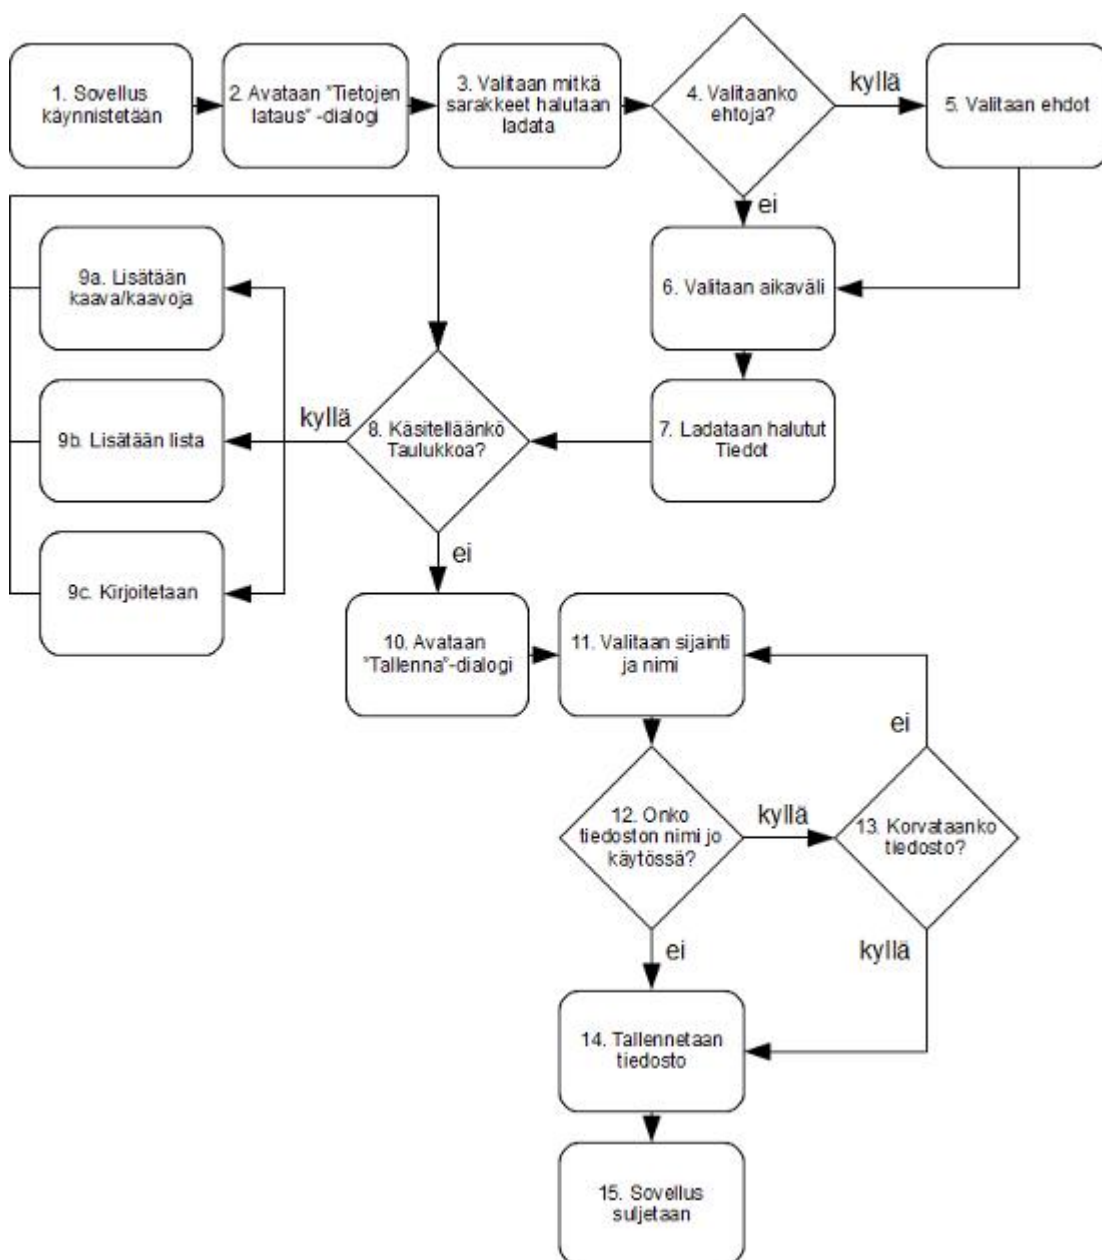 1. Sovellus
käynnistetään
2. Avataan "Tietojen
lataus" -dialogi
3. Valitaan mitkä
sarakkeet halutaan
ladata
4. Valitaanko
ehtoja?
kyllä
5. Valitaan ehdot
ei
6. Valitaan aikaväli
7. Ladataan halutut
Tiedot
8. Käsitelläänkö
Taulukkoa?
kyllä
9a. Lisätään
kaava/kaavoja
9b. Lisätään lista
9c. Kirjoitetaan
ei
10. Avataan
"Tallenna"-dialogi
11. Valitaan sijainti
ja nimi
12. Onko
tiedoston nimi jo
käytössä?
kyllä
13. Korvataanko
tiedosto?
ei
ei
kyllä
14. Tallennetaan
tiedosto
15. Sovellus
suljetaan